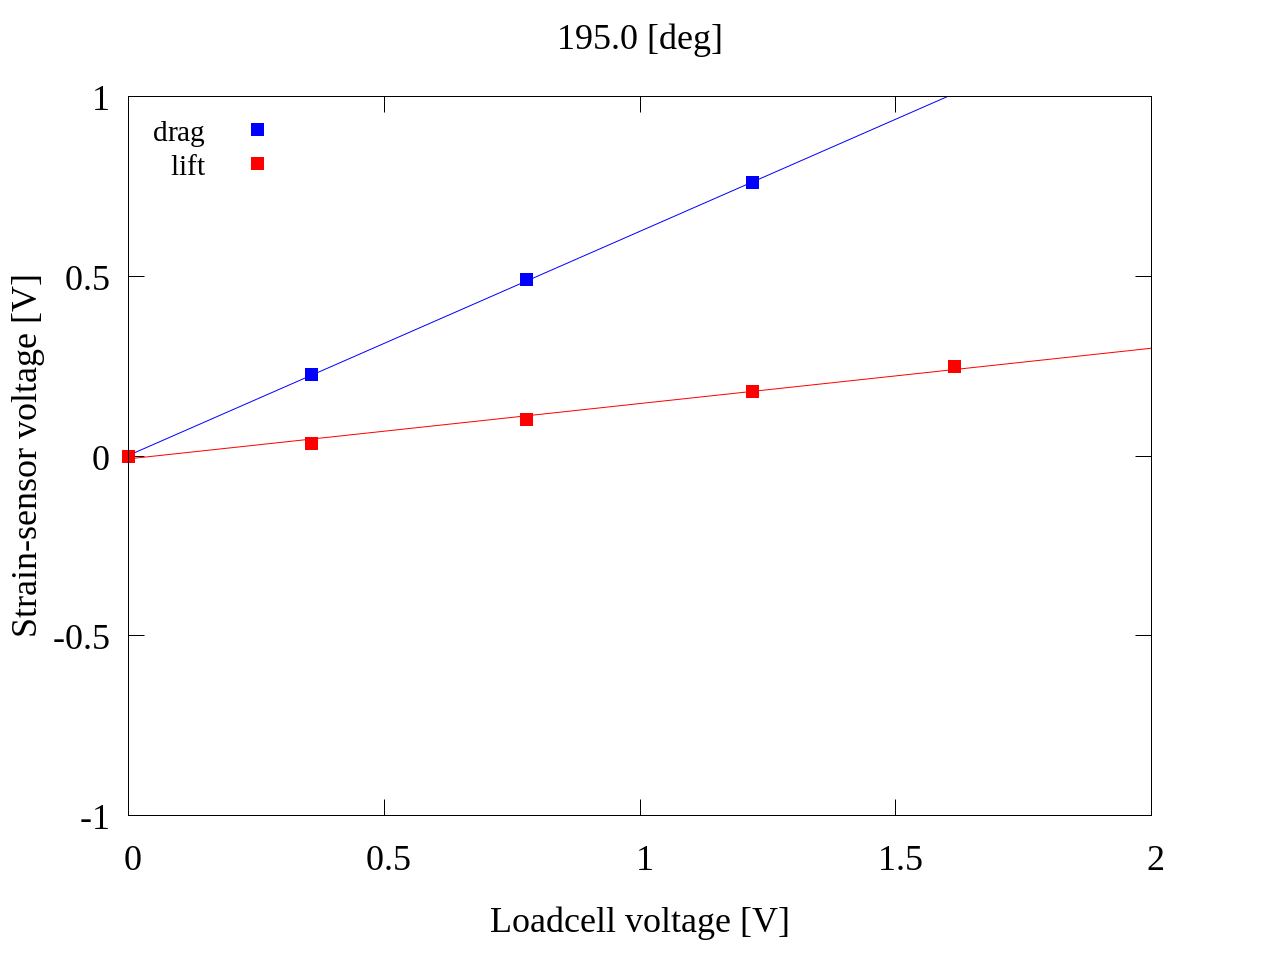 195.0 [deg]
drag
lift
1
0.5
0
-0.5
-1
Strain-sensor voltage [V]
0 0.5 1 1.5 2
Loadcell voltage [V]